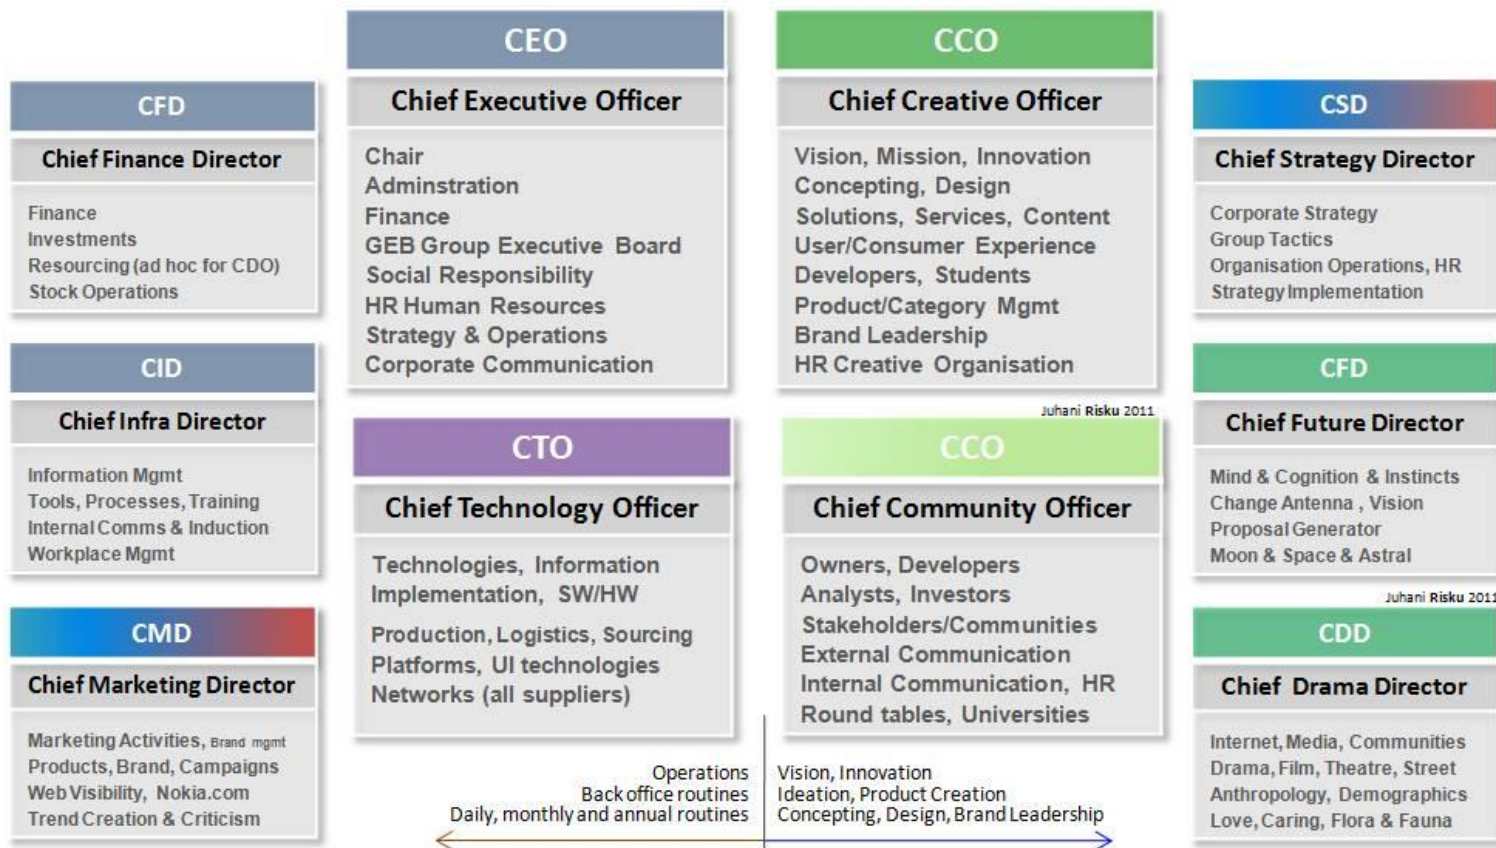 CFD
Chief Finance Director
Finance
Investments
Resourcing (ad hoc for CDO)
Stock Operations
CID
Chief Infra Director
Information Mgmt
Tools, Processes, Training
Internal Comms & Induction
Workplace Mgmt
CMD
Chief Marketing Director
Marketing Activities, Brand mgmt
Products, Brand, Campaigns
Web Visibility, Nokia.com
Trend Creation & Criticism
CEO
Chief Executive Officer
Chair
Adminstration
Finance
GEB Group Executive Board
Social Responsibility
HR Human Resources
Strategy & Operations
Corporate Communication
CTO
Chief Technology Officer
Technologies, Information
Implementation, SW/HW
Production, Logistics, Sourcing
Platforms, UI technologies
Networks (all suppliers)
Operations
Back office routines
Daily, monthly and annual routines
CCO
Chief Creative Officer
Vision, Mission, Innovation
Concepting, Design
Solutions, Services, Content
User/Consumer Experience
Developers, Students
Product/Category Mgmt
Brand Leadership
HR Creative Organisation
Juhani Risku 2011
CCO
Chief Community Officer
Owners, Developers
Analysts, Investors
Stakeholders/Communities
External Communication
Internal Communication, HR
Round tables, Universities
Vision, Innovation
Ideation, Product Creation
Concepting, Design, Brand Leadership
CSD
Chief Strategy Director
Corporate Strategy
Group Tactics
Organisation Operations, HR
Strategy Implementation
CFD
Chief Future Director
Mind & Cognition & Instincts
Change Antenna , Vision
Proposal Generator
Moon & Space & Astral
Juhani Risku 2011
CDD
Chief Drama Director
Internet, Media, Communities
Drama, Film, Theatre, Street
Anthropology, Demographics
Love, Caring, Flora & Fauna